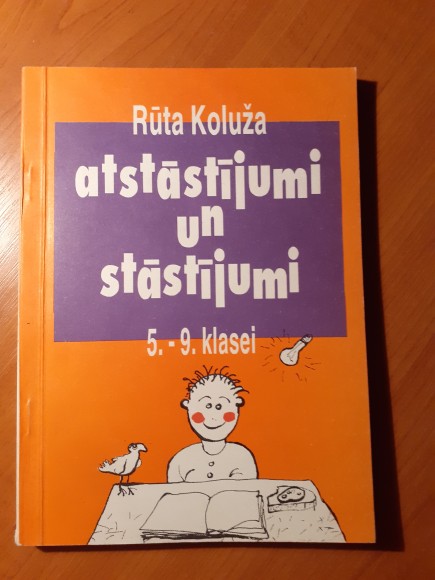 Rūta Koluža
atstāstījumi
un
stāstījumi
5. - 9. klasei